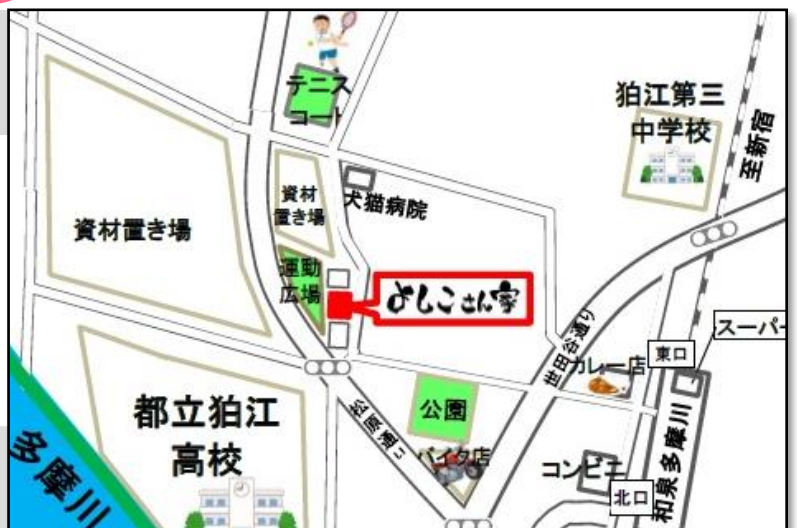 テニス
コート
狛江第三
中学校
至新宿
資材
置き場
犬猫病院
資材置き場
運動
広場
よしこさん家
世田谷通り
スーパー
東口
カレー店
公園
都立狛江
高校
松原通り
バイク店
コンビニ
和泉多摩川
北口
多摩川